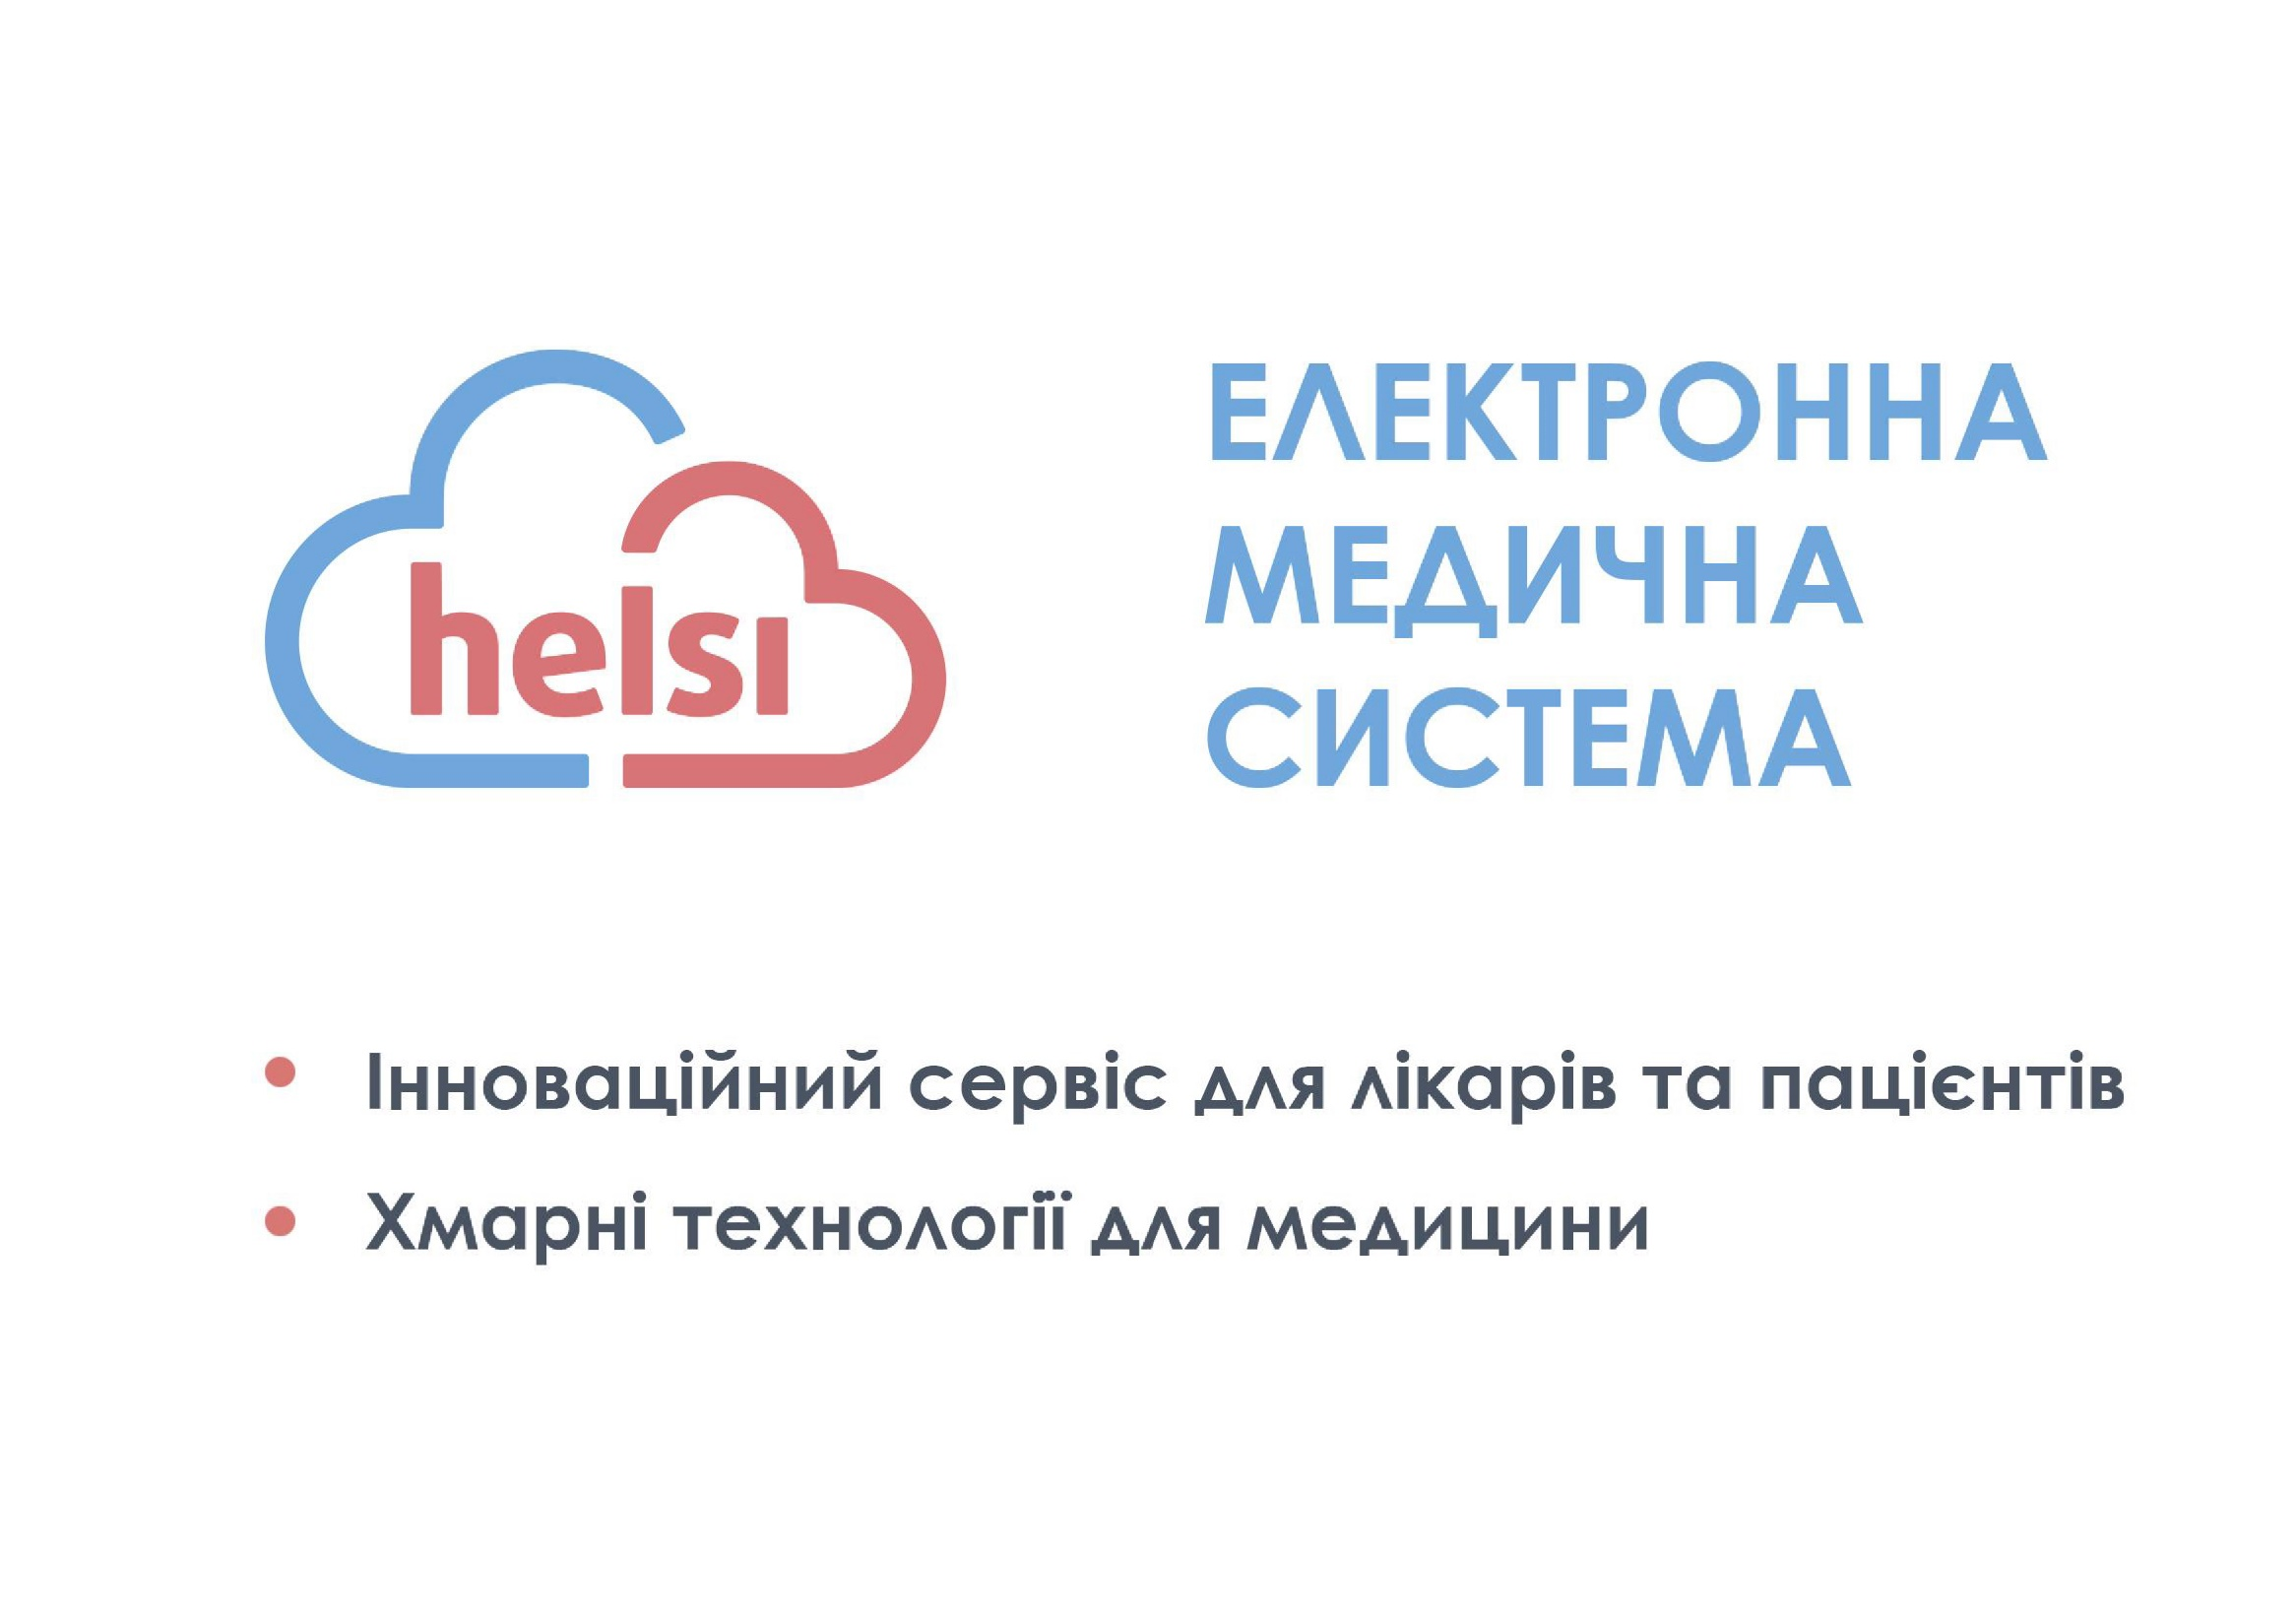 helsi
ЕЛЕКТРОННА
МЕДИЧНА
СИСТЕМА
• Інноваційний сервіс для лікарів та пацієнтів
• Хмарні технології для медицини